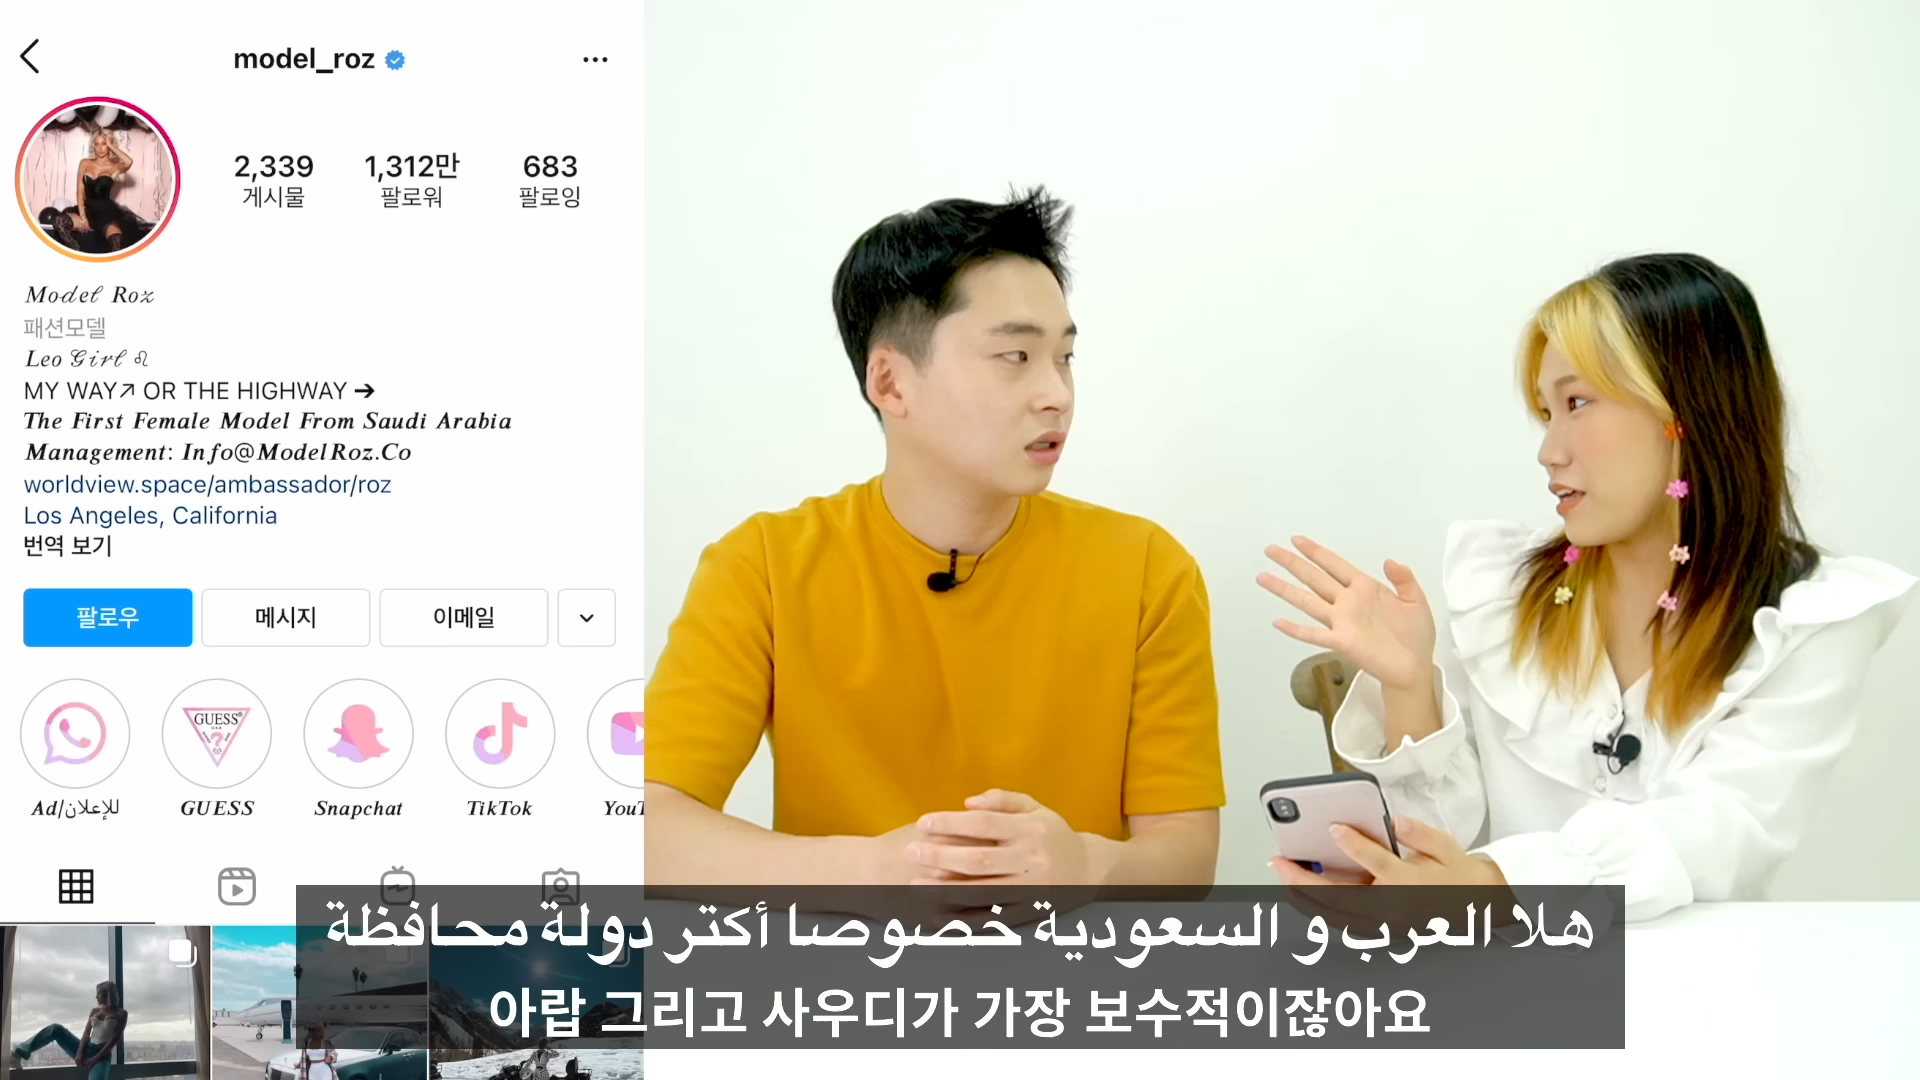 model_roz
2,339
게시물
1,312만
팔로워
683
팔로잉
Model Roz
패션모델
Leo Girl ♌
MY WAY↗ OR THE HIGHWAY ➔
The First Female Model From Saudi Arabia
Management: Info@ModelRoz.Co
worldview.space/ambassador/roz
Los Angeles, California
번역 보기
팔로우
메시지
이메일
GUESS
?
Ad/للإعلان
GUESS
Snapchat
TikTok
YouT
هلا العرب و السعودية خصوصا أكتر دولة محافظة
아랍 그리고 사우디가 가장 보수적이잖아요